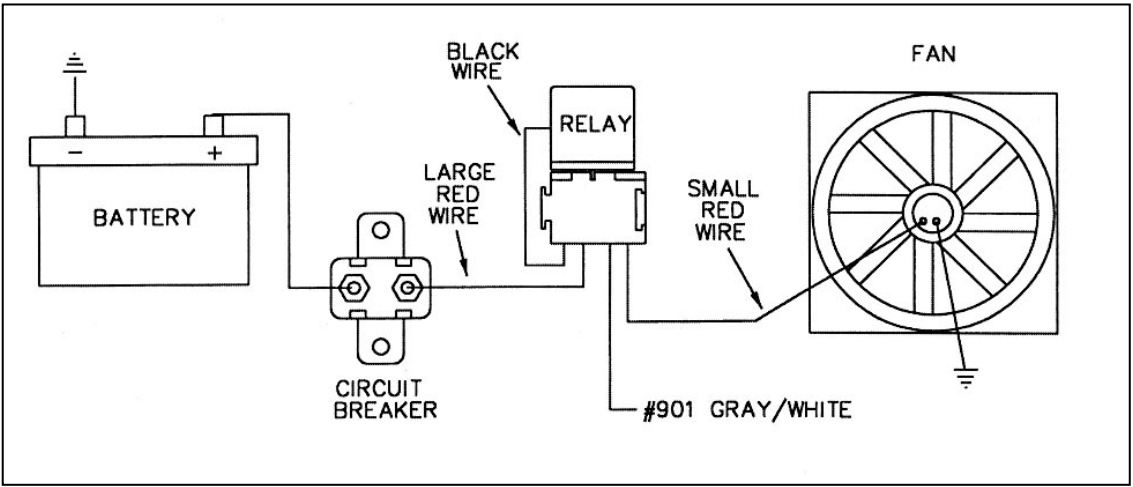 BLACK
WIRE
FAN
RELAY
LARGE
RED
WIRE
SMALL
RED
WIRE
- +
BATTERY
CIRCUIT
BREAKER
#901 GRAY/WHITE